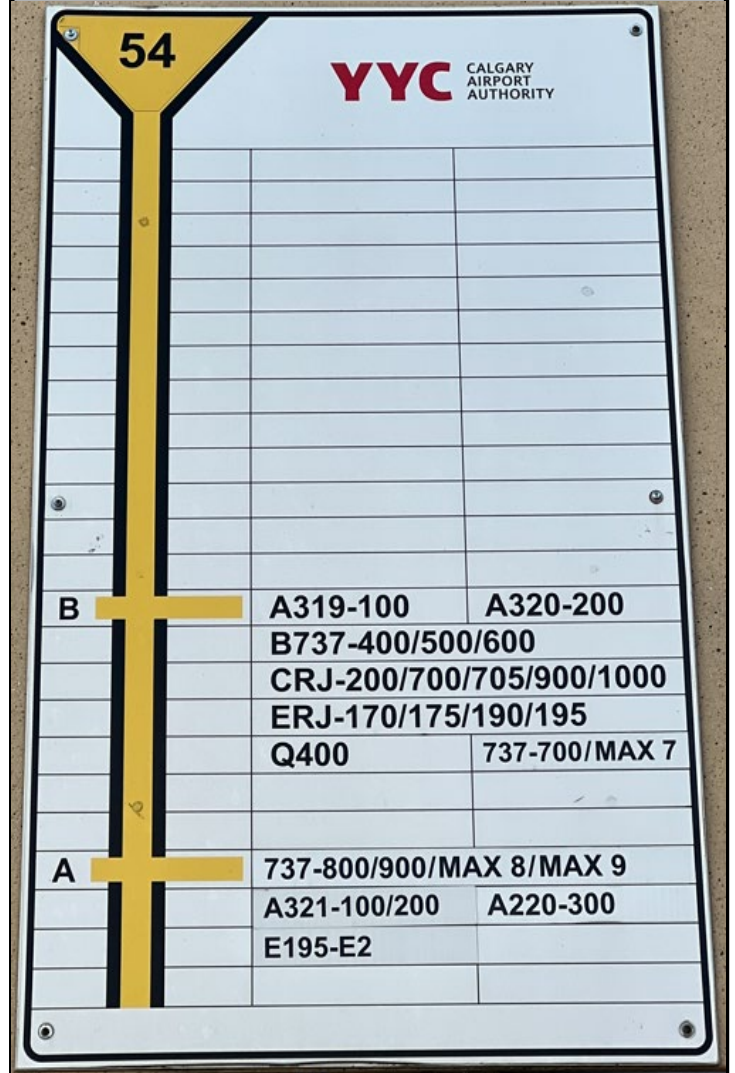 54
YYC CALGARY
AIRPORT
AUTHORITY
B A319-100 A320-200
B737-400/500/600
CRJ-200/700/705/900/1000
ERJ-170/175/190/195
Q400 737-700/MAX 7
A 737-800/900/MAX 8/MAX 9
A321-100/200 A220-300
E195-E2